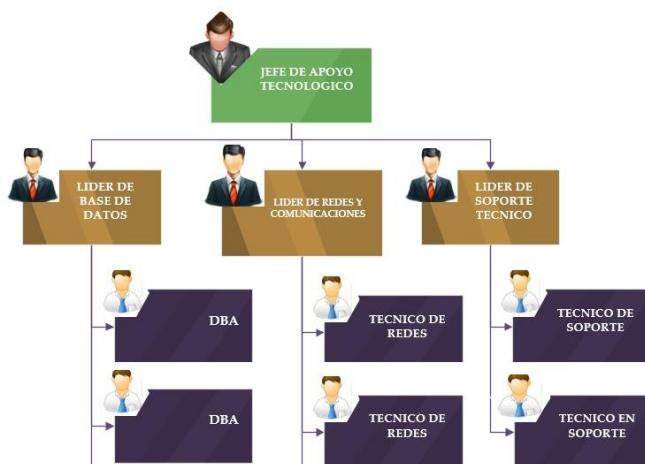 JEFE DE APOYO
TECNOLOGICO
LIDER DE
BASE DE
DATOS
LIDER DE REDES Y
COMUNICACIONES
LIDER DE
SOPORTE
TECNICO
DBA
TECNICO DE
REDES
TECNICO DE
SOPORTE
DBA
TECNICO DE
REDES
TECNICO EN
SOPORTE